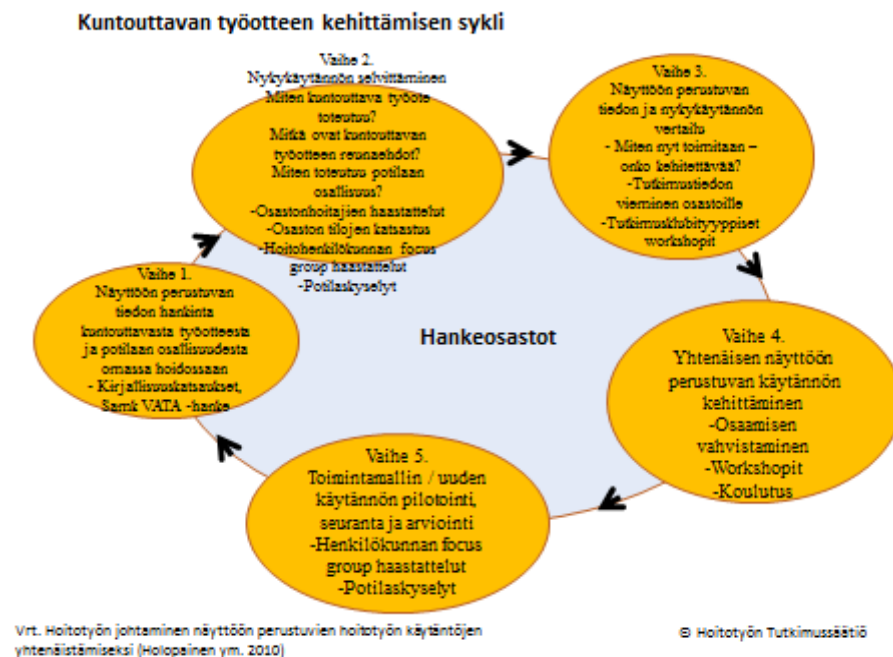 Kuntouttavan työotteen kehittämisen sykli
Vaihe 2.
Nykykäytännön selvittäminen
Miten kuntouttava työote
toteutuu?
Mitkä ovat kuntouttavan
työotteen reunaehdot?
Miten toteutuu potilaan
osallisuus?
-Osastonhoitajien haastattelut
-Osaston tilojen katsastus
-Hoitohenkilökunnan focus
group haastattelut
-Potilaskyselyt
Vaihe 3.
Näyttöön perustuvan
tiedon ja nykykäytännön
vertailu
- Miten nyt toimitaan –
onko kehitettävää?
-Tutkimustiedon
vieminen osastoille
-Tutkimusklubityyppiset
workshopit
Vaihe 1.
Näyttöön perustuvan
tiedon hankinta
kuntouttavasta työotteesta
ja potilaan osallisuudesta
omassa hoidossaan
- Kirjallisuuskatsaukset,
Samk VATA -hanke
Hankeosastot
Vaihe 4.
Yhtenäisen näyttöön
perustuvan käytännön
kehittäminen
-Osaamisen
vahvistaminen
-Workshopit
-Koulutus
Vaihe 5.
Toimintamallin / uuden
käytännön pilotointi,
seuranta ja arviointi
-Henkilökunnan focus
group haastattelut
-Potilaskyselyt
Vrt. Hoitotyön johtaminen näyttöön perustuvien hoitotyön käytäntöjen
yhtenäistämiseksi (Holopainen ym. 2010)
© Hoitotyön Tutkimussäätiö